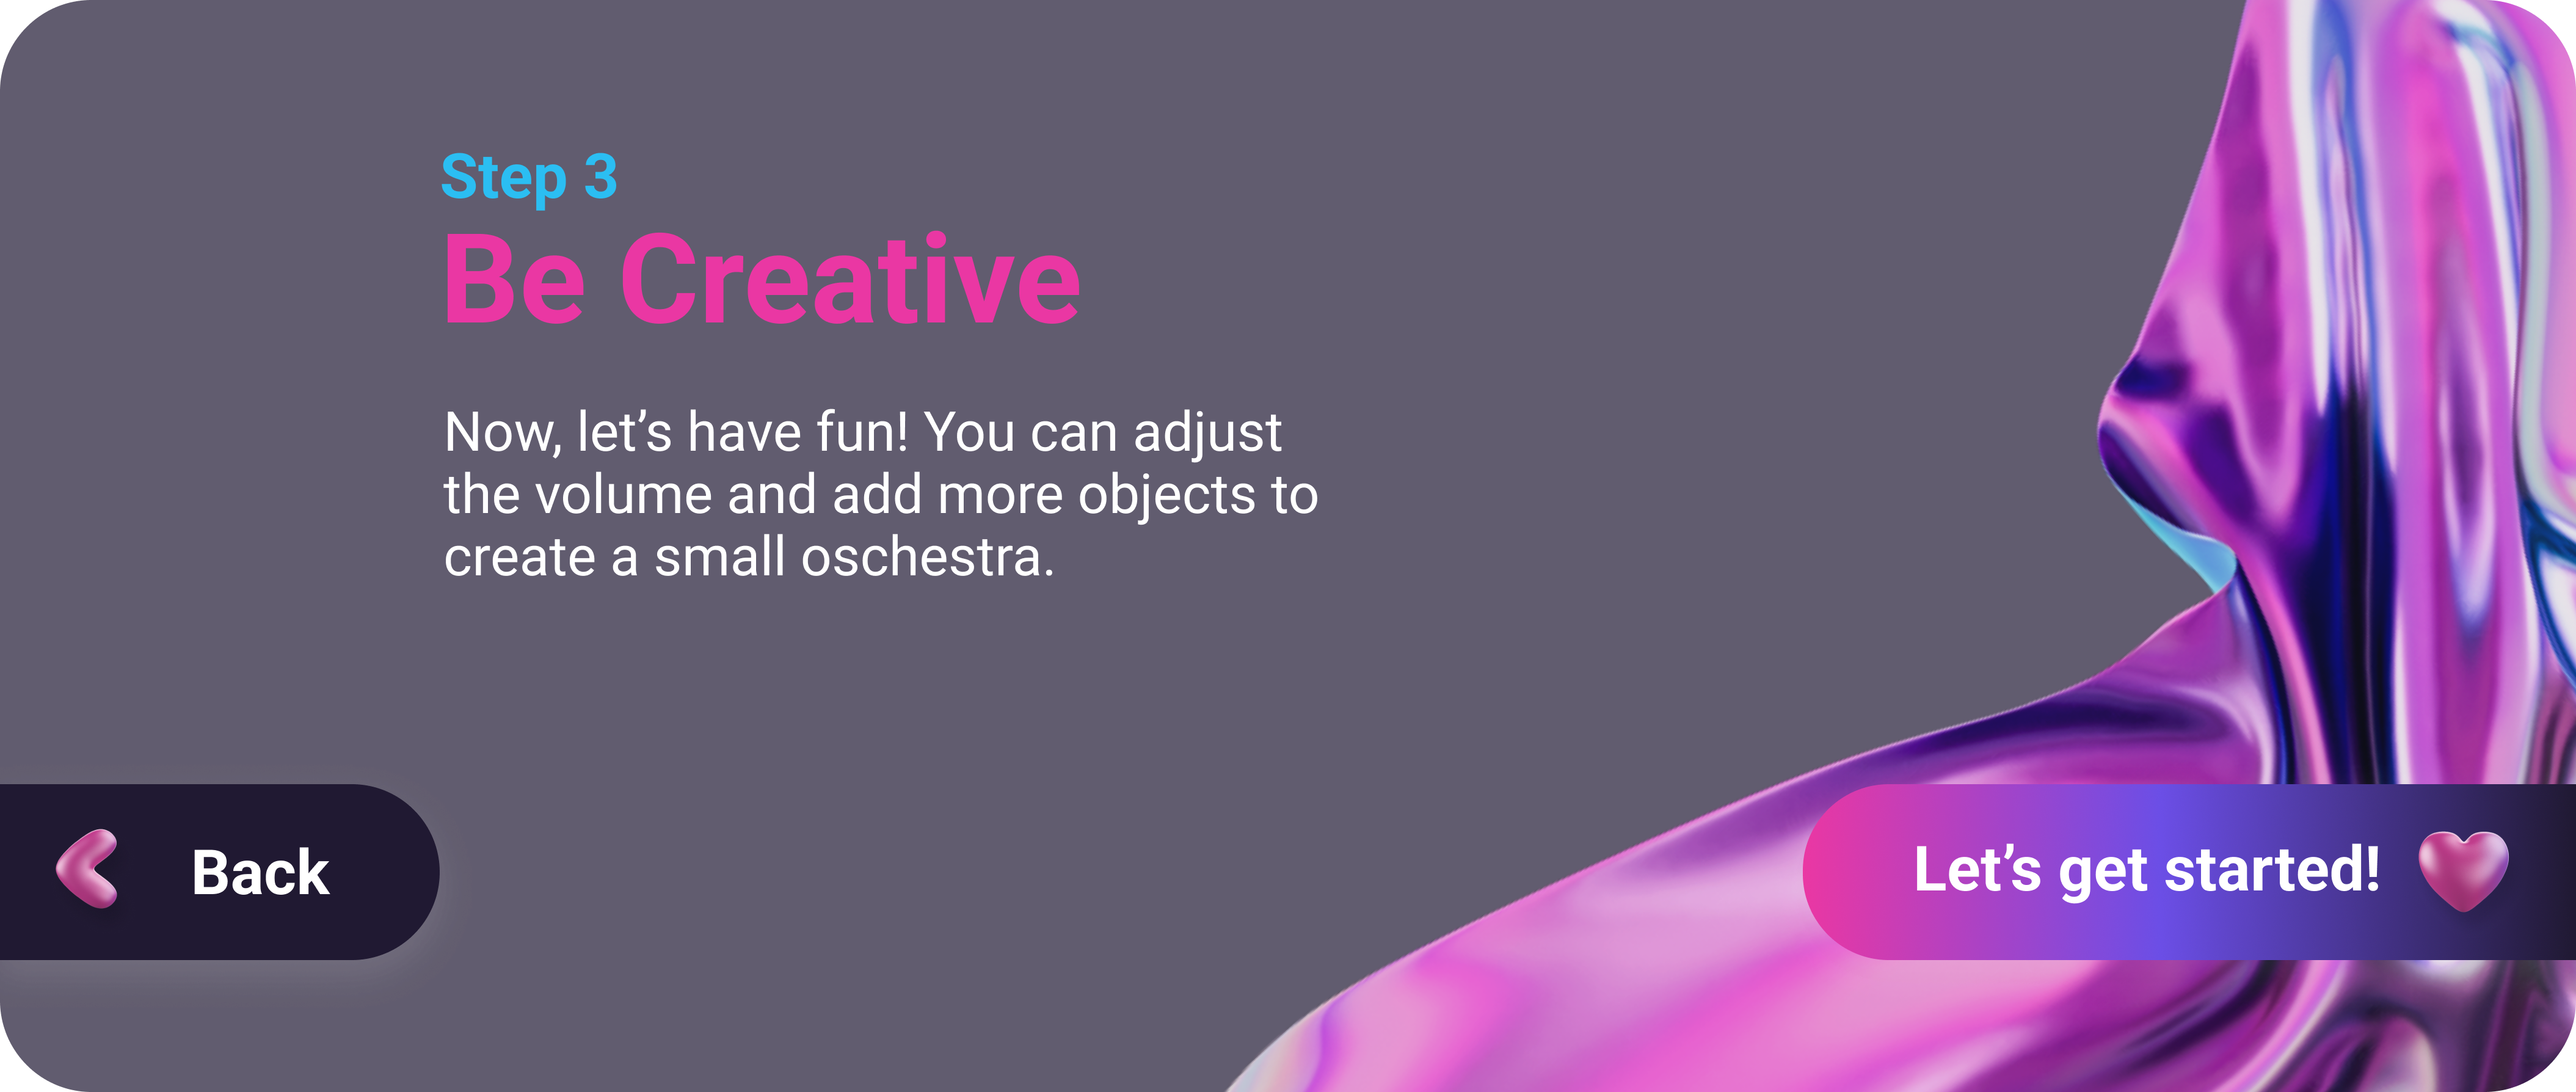 Step 3
Be Creative
Now, let’s have fun! You can adjust
the volume and add more objects to
create a small oschestra.
Back
Let’s get started!